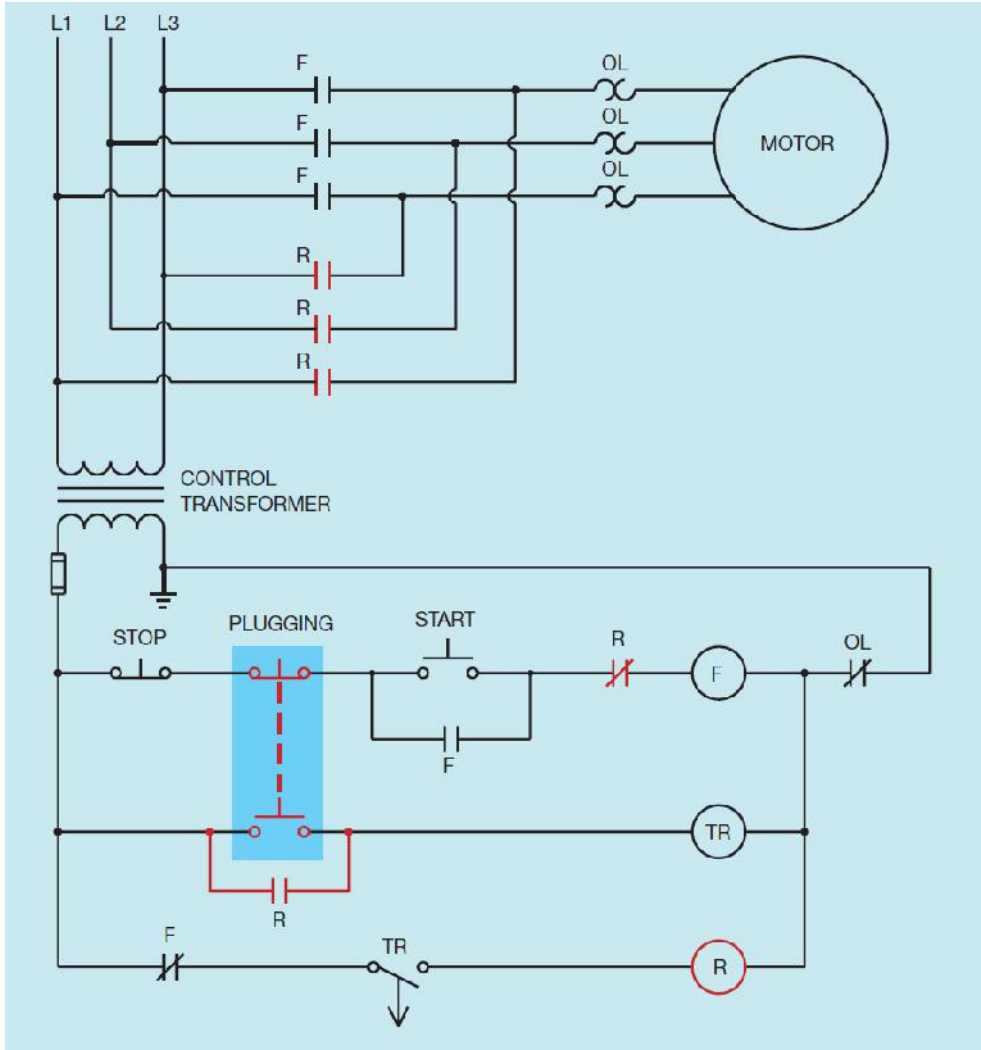 L1 L2 L3
F OL
F OL
MOTOR
F OL
R
R
R
CONTROL
TRANSFORMER
STOP PLUGGING START R OL
F
F
TR
R
F TR
R